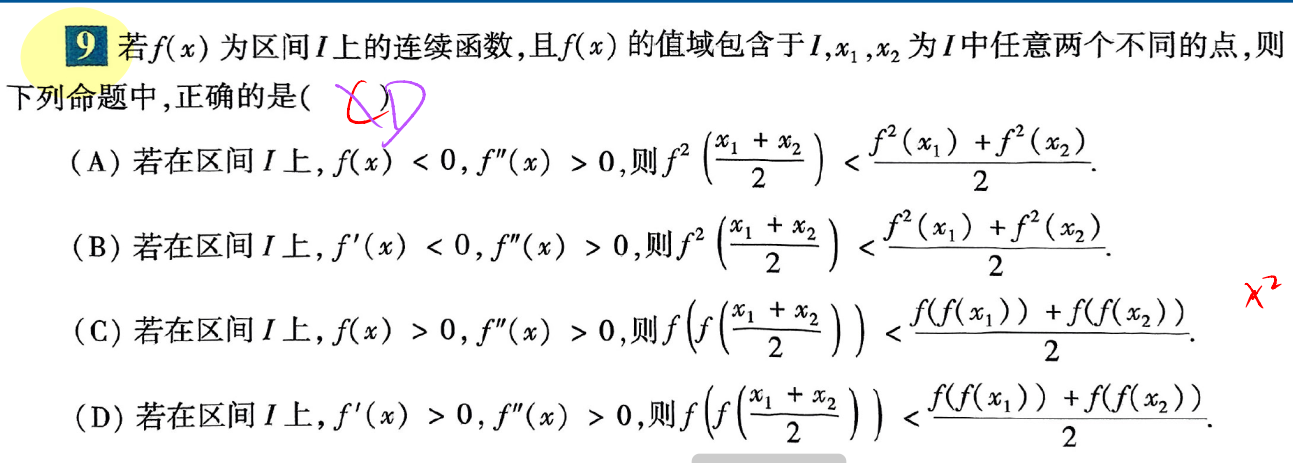 9 若f(x)为区间I上的连续函数,且f(x)的值域包含于I,x₁,x₂为I中任意两个不同的点,则
下列命题中,正确的是( C ) D
(A) 若在区间I上, f(x) < 0, f″(x) > 0,则f²((x₁ + x₂)/2) < (f²(x₁) + f²(x₂))/2.
(B) 若在区间I上, f′(x) < 0, f″(x) > 0,则f²((x₁ + x₂)/2) < (f²(x₁) + f²(x₂))/2.
(C) 若在区间I上, f(x) > 0, f″(x) > 0,则f(f((x₁ + x₂)/2)) < (f(f(x₁)) + f(f(x₂)))/2.
x²
(D) 若在区间I上, f′(x) > 0, f″(x) > 0,则f(f((x₁ + x₂)/2)) < (f(f(x₁)) + f(f(x₂)))/2.